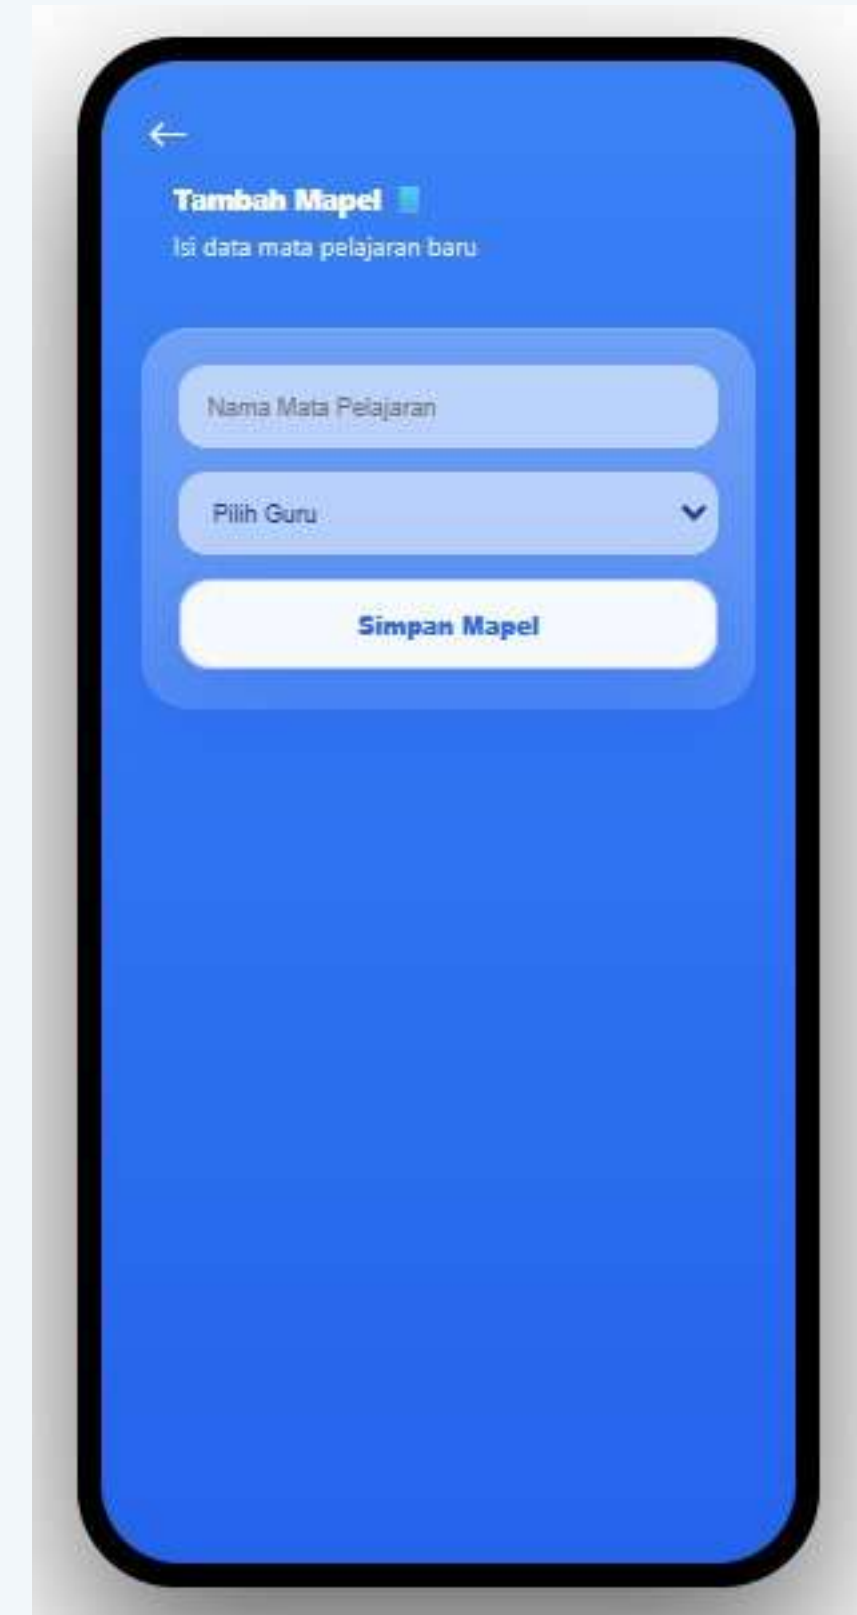 Tambah Mapel
Isi data mata pelajaran baru
Nama Mata Pelajaran
Pilih Guru
Simpan Mapel